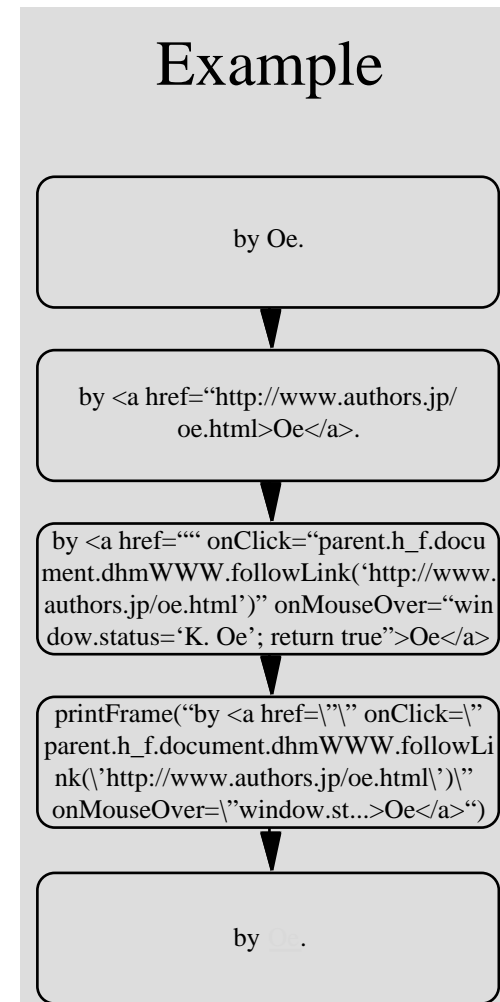 Example
by Oe.
by <a href=“http://www.authors.jp/
oe.html>Oe</a>.
by <a href=““ onClick=“parent.h_f.docu
ment.dhmWWW.followLink(‘http://www.
authors.jp/oe.html’)” onMouseOver=“win
dow.status=‘K. Oe’; return true”>Oe</a>
printFrame(“by <a href=\”\” onClick=\”
parent.h_f.document.dhmWWW.followLi
nk(\’http://www.authors.jp/oe.html\’)\”
onMouseOver=\”window.st...>Oe</a>“)
by Oe.